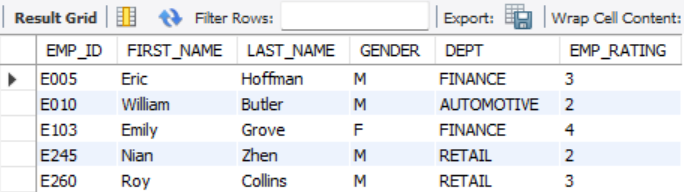 Result Grid Filter Rows: Export: Wrap Cell Content:
EMP_ID FIRST_NAME LAST_NAME GENDER DEPT EMP_RATING
E005 Eric Hoffman M FINANCE 3
E010 William Butler M AUTOMOTIVE 2
E103 Emily Grove F FINANCE 4
E245 Nian Zhen M RETAIL 2
E260 Roy Collins M RETAIL 3